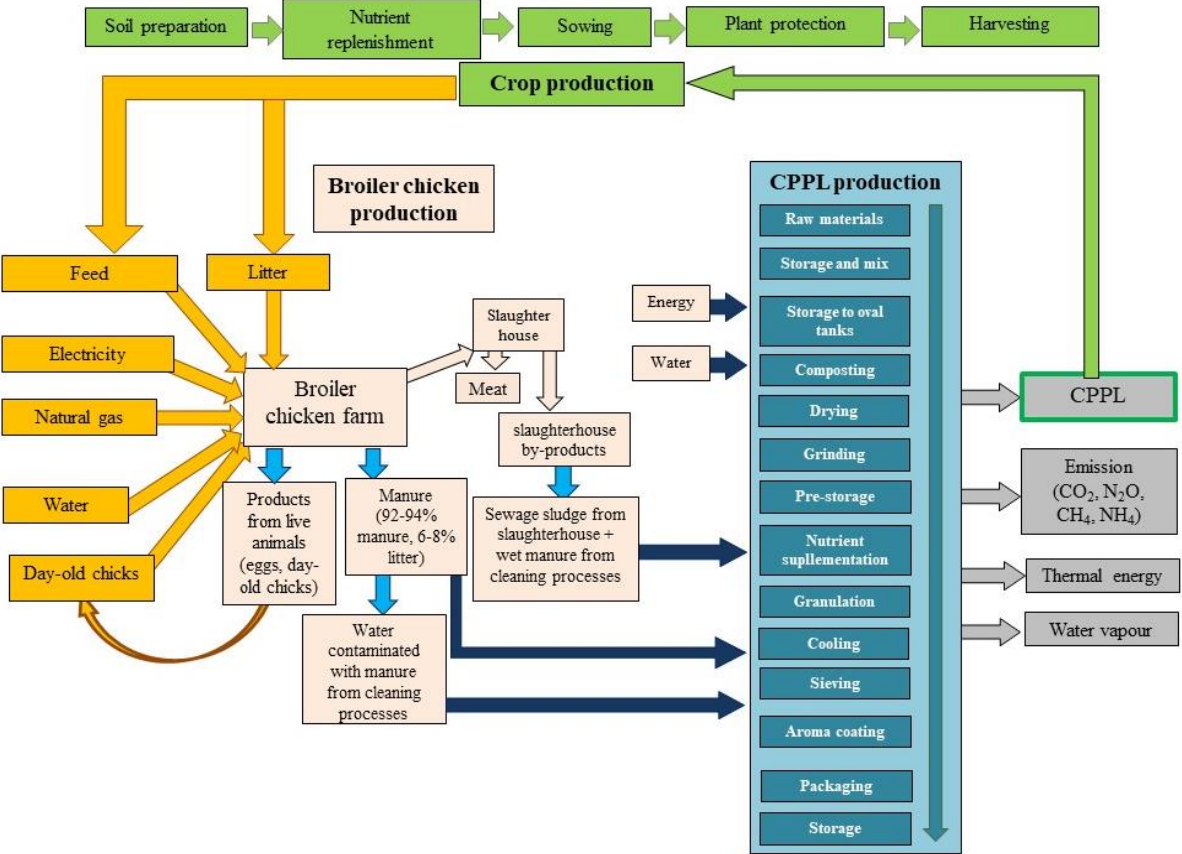 Soil preparation
Nutrient
replenishment
Sowing
Plant protection
Harvesting
Crop production
Broiler chicken
production
Feed
Litter
Electricity
Natural gas
Water
Day-old chicks
Broiler
chicken farm
Slaughter
house
Meat
slaughterhouse
by-products
Products
from live
animals
(eggs, day-
old chicks)
Manure
(92-94%
manure, 6-8%
litter)
Sewage sludge from
slaughterhouse +
wet manure from
cleaning processes
Water
contaminated
with manure
from cleaning
processes
Energy
Water
CPPL production
Raw materials
Storage and mix
Storage to oval
tanks
Composting
Drying
Grinding
Pre-storage
Nutrient
supllementation
Granulation
Cooling
Sieving
Aroma coating
Packaging
Storage
CPPL
Emission
(CO₂, N₂O,
CH₄, NH₄)
Thermal energy
Water vapour